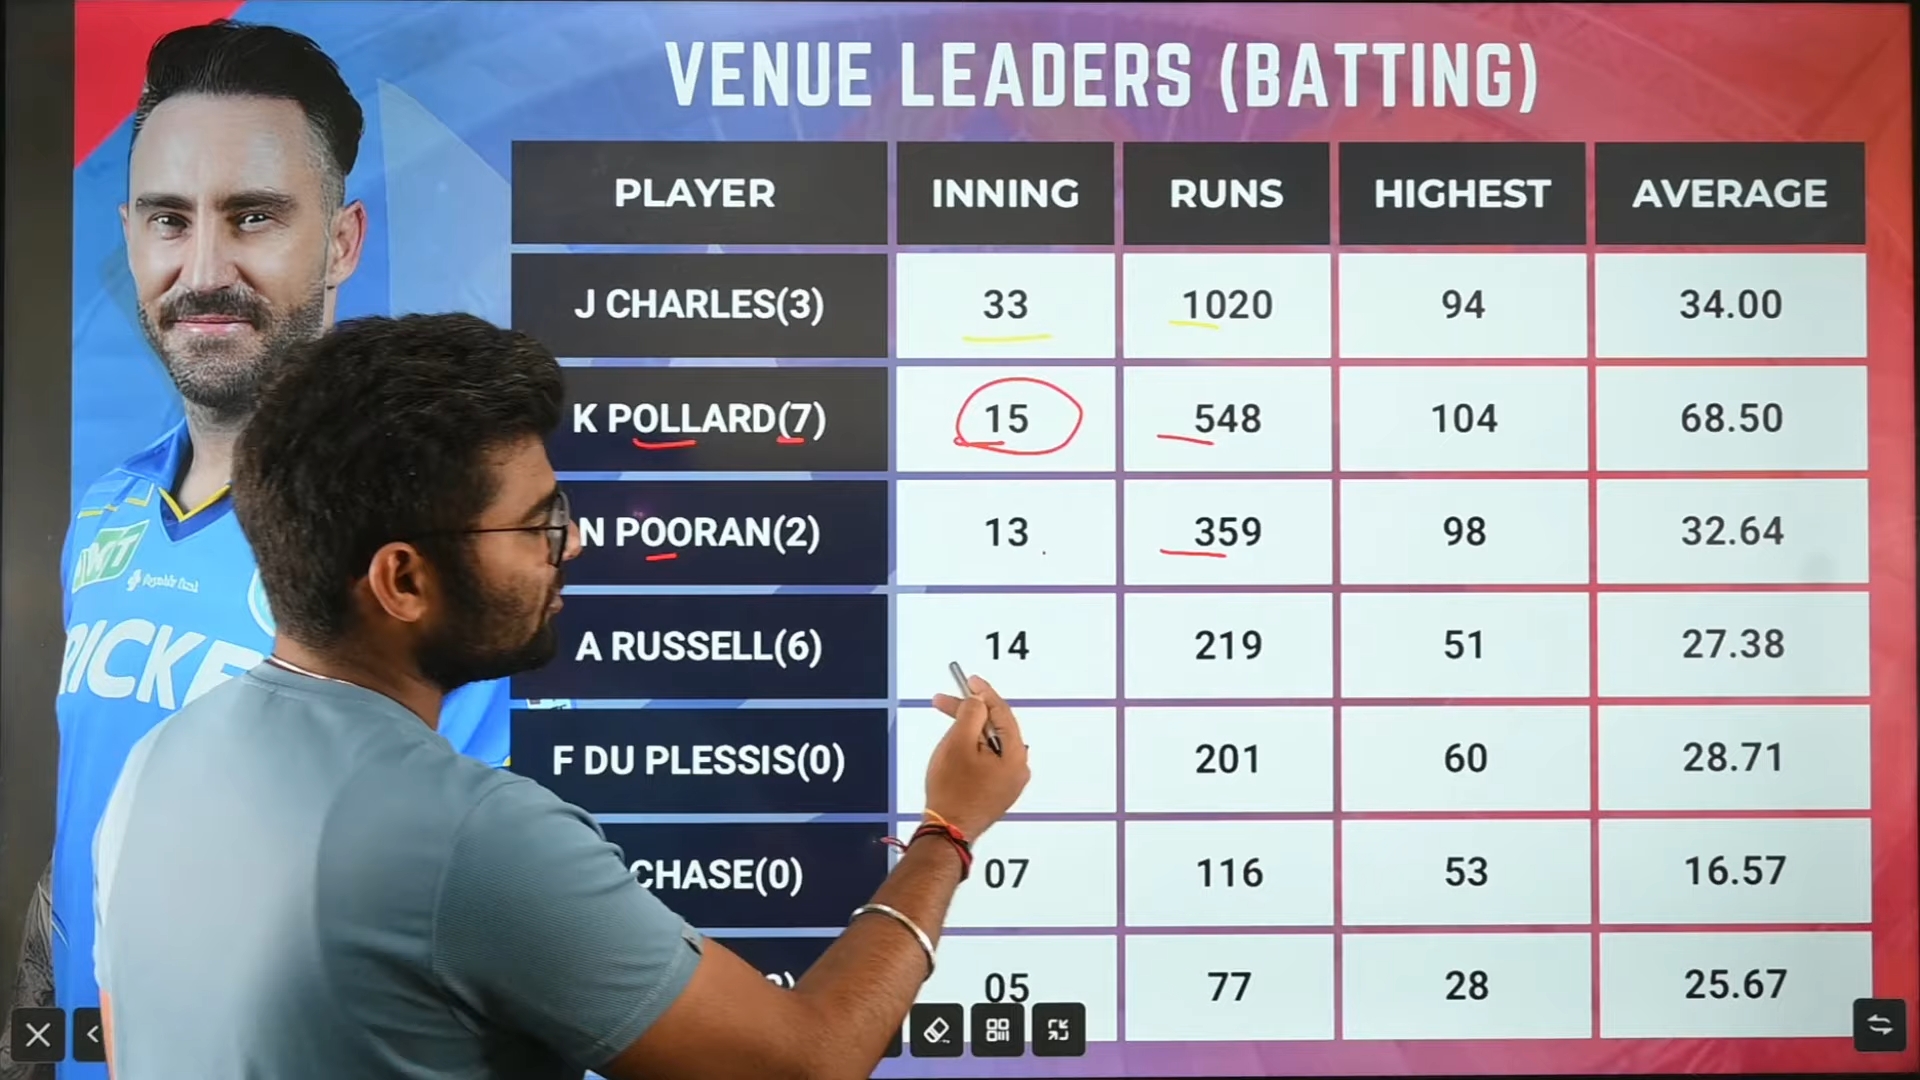 VENUE LEADERS (BATTING)
PLAYER INNING RUNS HIGHEST AVERAGE
J CHARLES(3) 33 1020 94 34.00
K POLLARD(7) 15 548 104 68.50
N POORAN(2) 13 359 98 32.64
A RUSSELL(6) 14 219 51 27.38
F DU PLESSIS(0) 201 60 28.71
CHASE(0) 07 116 53 16.57
05 77 28 25.67
RICKE